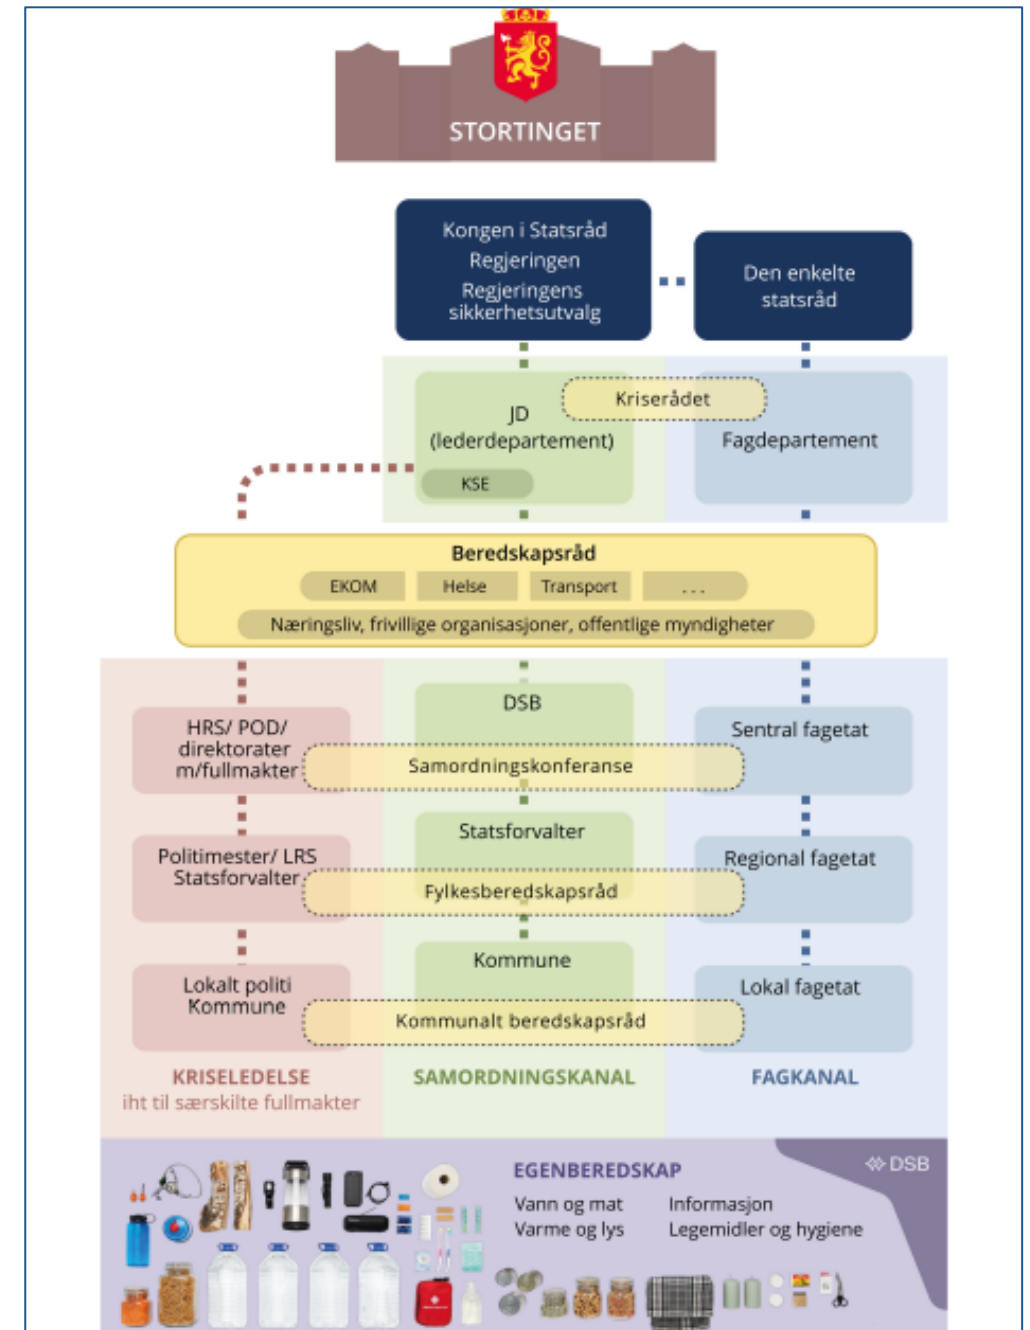 STORTINGET
Kongen i Statsråd
Regjeringen
Regjeringens
sikkerhetsutvalg
Den enkelte
statsråd
Kriserådet
JD
(lederdepartement)
KSE
Fagdepartement
Beredskapsråd
EKOM
Helse
Transport
...
Næringsliv, frivillige organisasjoner, offentlige myndigheter
HRS/ POD/
direktorater
m/fullmakter
DSB
Sentral fagetat
Samordningskonferanse
Politimester/ LRS
Statsforvalter
Statsforvalter
Regional fagetat
Fylkesberedskapsråd
Lokalt politi
Kommune
Kommune
Lokal fagetat
Kommunalt beredskapsråd
KRISELEDELSE
iht til særskilte fullmakter
SAMORDNINGSKANAL
FAGKANAL
EGENBEREDSKAP
Vann og mat
Varme og lys
Informasjon
Legemidler og hygiene
DSB